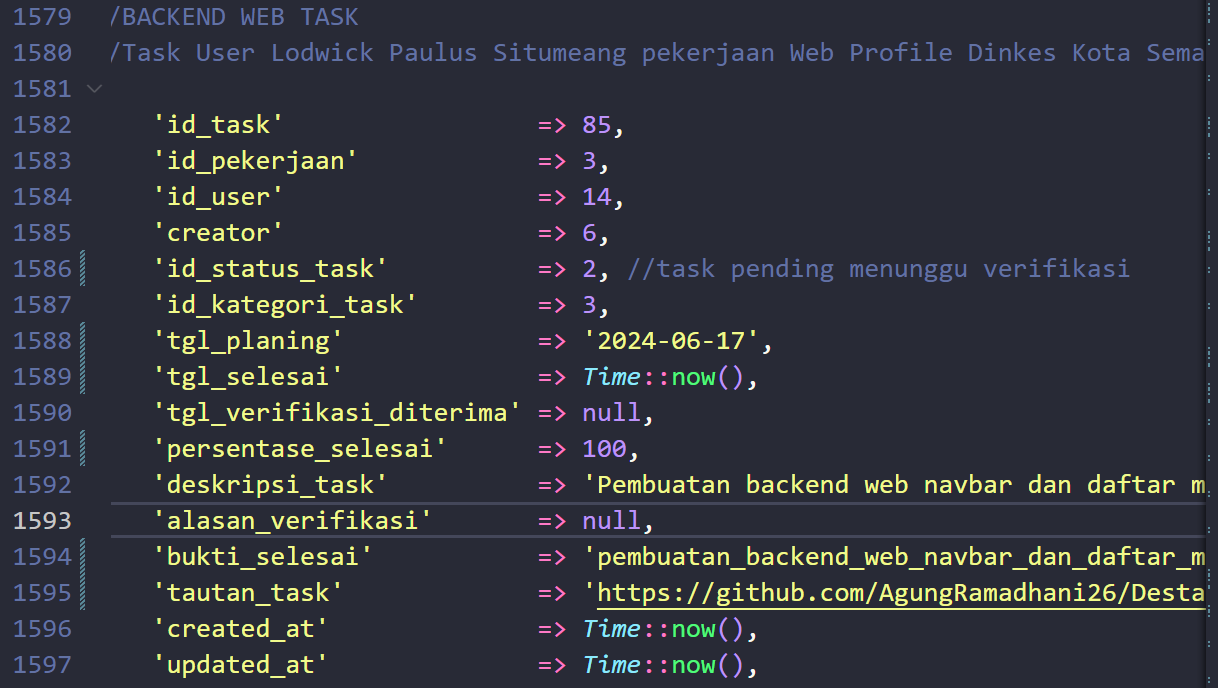 1579 /BACKEND WEB TASK
1580 /Task User Lodwick Paulus Situmeang pekerjaan Web Profile Dinkes Kota Sema
1581
1582 'id_task' => 85,
1583 'id_pekerjaan' => 3,
1584 'id_user' => 14,
1585 'creator' => 6,
1586 'id_status_task' => 2, //task pending menunggu verifikasi
1587 'id_kategori_task' => 3,
1588 'tgl_planing' => '2024-06-17',
1589 'tgl_selesai' => Time::now(),
1590 'tgl_verifikasi_diterima' => null,
1591 'persentase_selesai' => 100,
1592 'deskripsi_task' => 'Pembuatan backend web navbar dan daftar m
1593 'alasan_verifikasi' => null,
1594 'bukti_selesai' => 'pembuatan_backend_web_navbar_dan_daftar_m
1595 'tautan_task' => 'https://github.com/AgungRamadhani26/Desta
1596 'created_at' => Time::now(),
1597 'updated_at' => Time::now(),